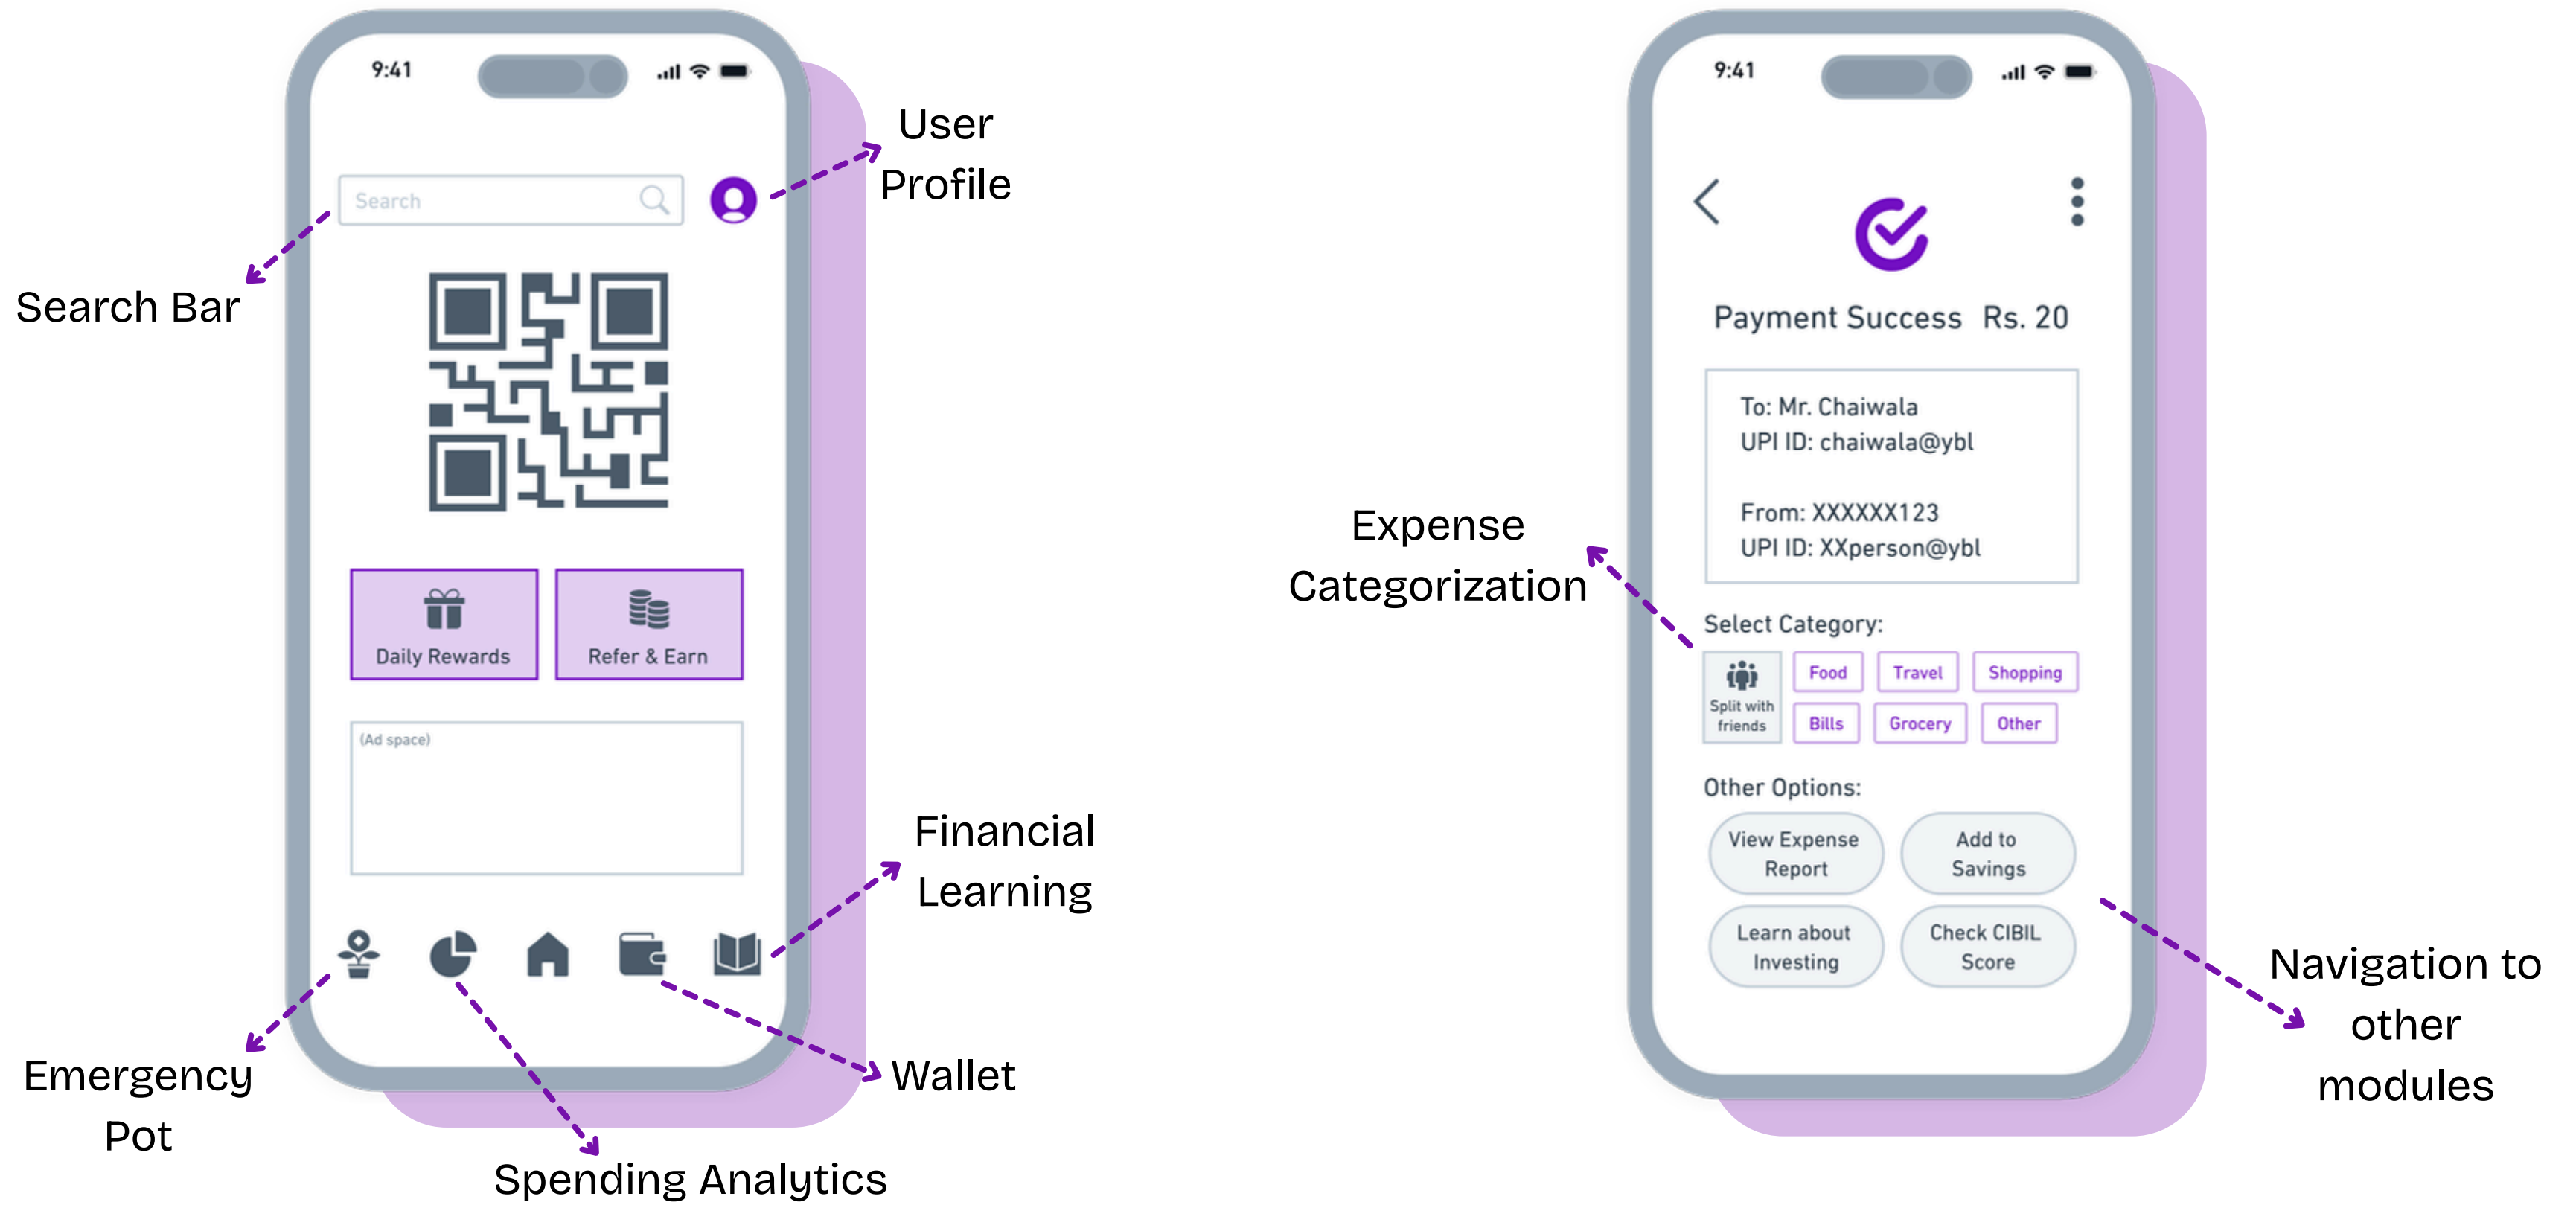 9:41
User
Profile
Search
Search Bar
Daily Rewards
Refer & Earn
(Ad space)
Financial
Learning
Emergency
Pot
Wallet
Spending Analytics
9:41
Payment Success Rs. 20
To: Mr. Chaiwala
UPI ID: chaiwala@ybl
From: XXXXXX123
UPI ID: XXperson@ybl
Expense
Categorization
Select Category:
Split with
friends
Food
Travel
Shopping
Bills
Grocery
Other
Other Options:
View Expense
Report
Add to
Savings
Learn about
Investing
Check CIBIL
Score
Navigation to
other
modules